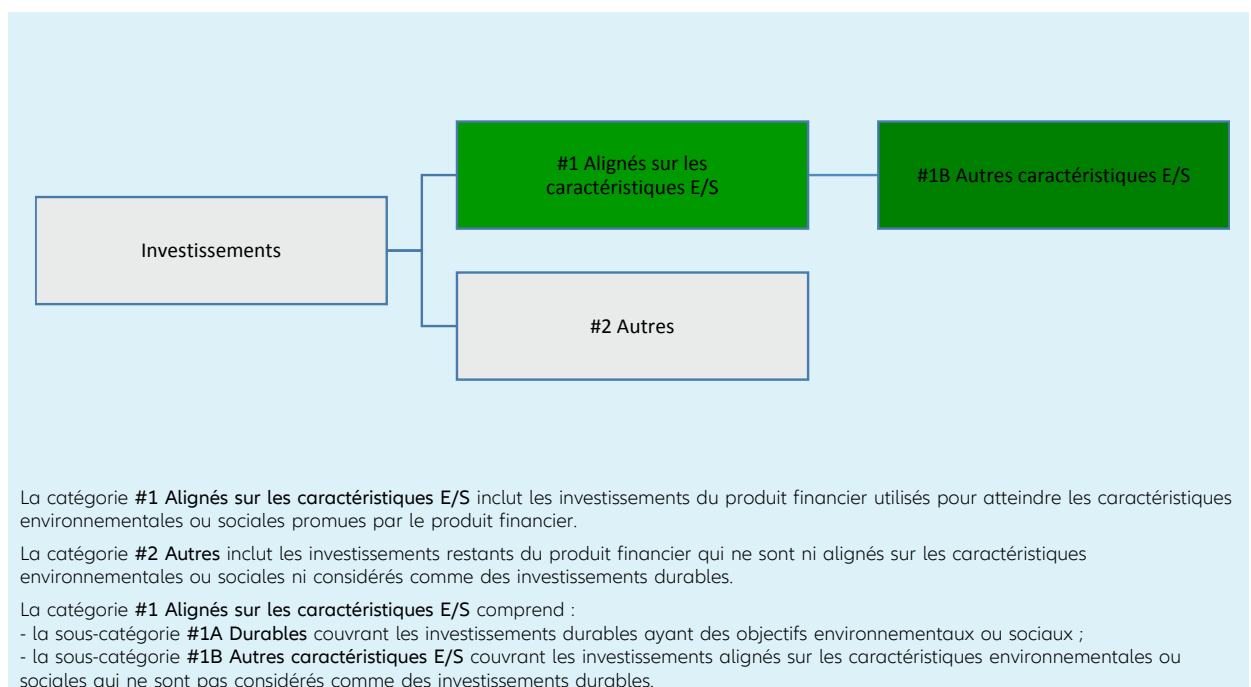 #1 Alignés sur les
caractéristiques E/S
#1B Autres caractéristiques E/S
Investissements
#2 Autres
La catégorie #1 Alignés sur les caractéristiques E/S inclut les investissements du produit financier utilisés pour atteindre les caractéristiques
environnementales ou sociales promues par le produit financier.
La catégorie #2 Autres inclut les investissements restants du produit financier qui ne sont ni alignés sur les caractéristiques
environnementales ou sociales ni considérés comme des investissements durables.
La catégorie #1 Alignés sur les caractéristiques E/S comprend :
- la sous-catégorie #1A Durables couvrant les investissements durables ayant des objectifs environnementaux ou sociaux ;
- la sous-catégorie #1B Autres caractéristiques E/S couvrant les investissements alignés sur les caractéristiques environnementales ou
sociales qui ne sont pas considérés comme des investissements durables.